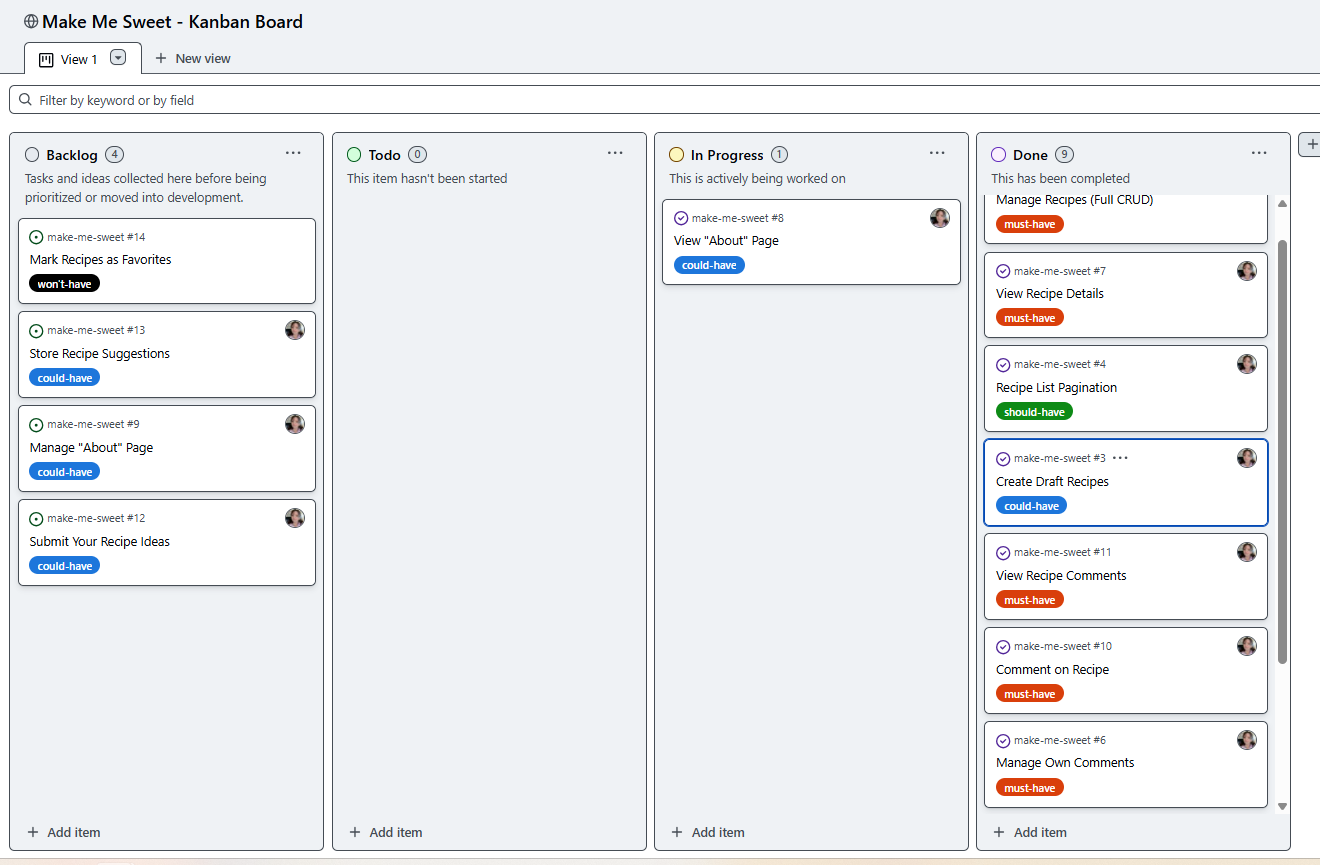 Make Me Sweet - Kanban Board
View 1
New view
Filter by keyword or by field
Backlog 4
Tasks and ideas collected here before being
prioritized or moved into development.
make-me-sweet #14
Mark Recipes as Favorites
won't-have
make-me-sweet #13
Store Recipe Suggestions
could-have
make-me-sweet #9
Manage "About" Page
could-have
make-me-sweet #12
Submit Your Recipe Ideas
could-have
Add item
Todo 0
This item hasn't been started
Add item
In Progress 1
This is actively being worked on
make-me-sweet #8
View "About" Page
could-have
Add item
Done 9
This has been completed
Manage Recipes (Full CRUD)
must-have
make-me-sweet #7
View Recipe Details
must-have
make-me-sweet #4
Recipe List Pagination
should-have
make-me-sweet #3
Create Draft Recipes
could-have
make-me-sweet #11
View Recipe Comments
must-have
make-me-sweet #10
Comment on Recipe
must-have
make-me-sweet #6
Manage Own Comments
must-have
Add item